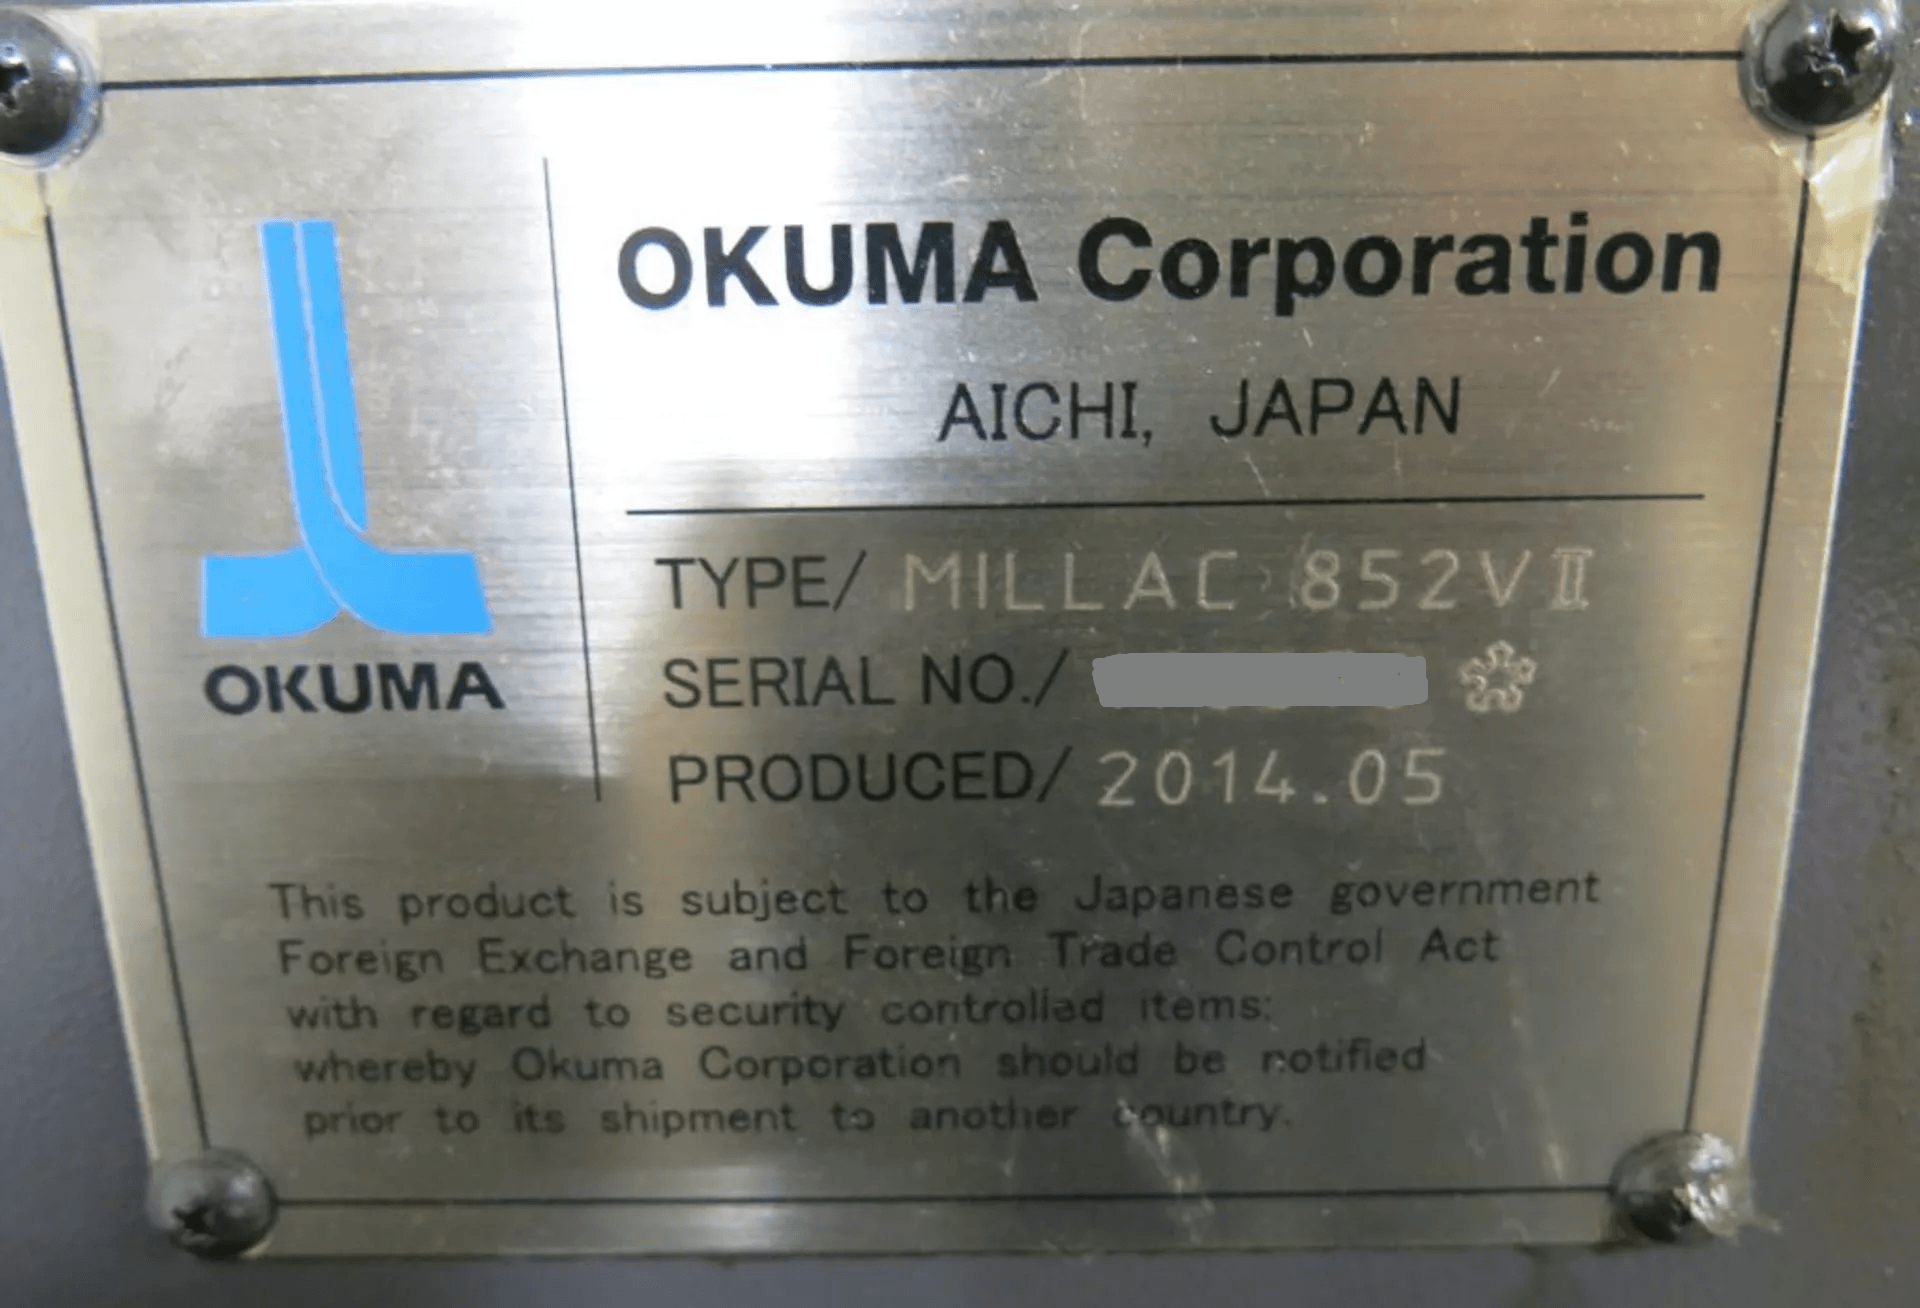 OKUMA
OKUMA Corporation
AICHI, JAPAN
TYPE/ MILLAC 852VⅡ
SERIAL NO./
PRODUCED/ 2014.05
This product is subject to the Japanese government
Foreign Exchange and Foreign Trade Control Act
with regard to security controlled items;
whereby Okuma Corporation should be notified
prior to its shipment to another country.